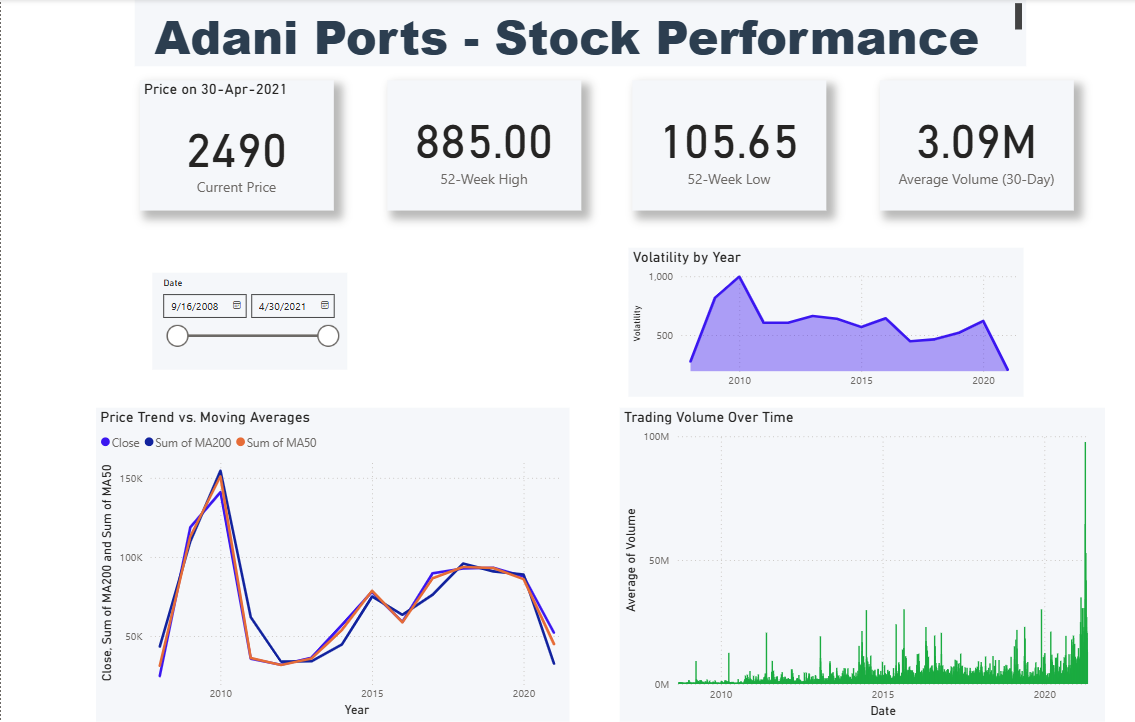 Adani Ports - Stock Performance
Price on 30-Apr-2021
2490
Current Price
885.00
52-Week High
105.65
52-Week Low
3.09M
Average Volume (30-Day)
Date
9/16/2008
4/30/2021
Volatility by Year
Volatility
1,000
500
2010
2015
2020
Price Trend vs. Moving Averages
Close
Sum of MA200
Sum of MA50
Close, Sum of MA200 and Sum of MA50
150K
100K
50K
2010
2015
2020
Year
Trading Volume Over Time
Average of Volume
100M
50M
0M
2010
2015
2020
Date